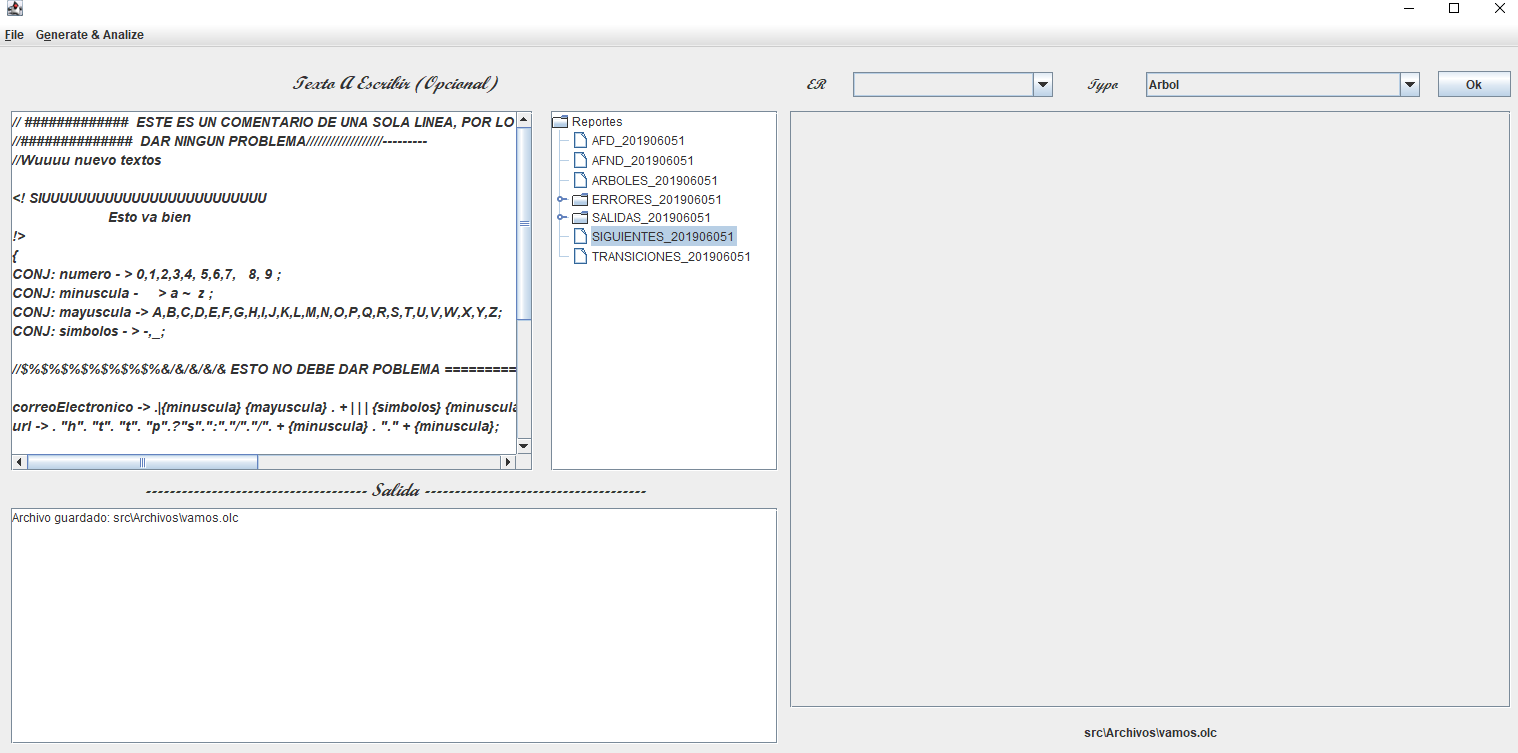 File Generate & Analize
Texto A Escribir (Opcional)
ER
Typo
Arbol
Ok
// ############# ESTE ES UN COMENTARIO DE UNA SOLA LINEA, POR LO
//############## DAR NINGUN PROBLEMA///////////////////---------
//Wuuuu nuevo textos
<! SIUUUUUUUUUUUUUUUUUUUUUUUUU
Esto va bien
!>
{
CONJ: numero - > 0,1,2,3,4, 5,6,7, 8, 9 ;
CONJ: minuscula - > a ~ z ;
CONJ: mayuscula -> A,B,C,D,E,F,G,H,I,J,K,L,M,N,O,P,Q,R,S,T,U,V,W,X,Y,Z;
CONJ: simbolos - > -,_;
//$%$%$%$%$%$%$%&/&/&/&/& ESTO NO DEBE DAR POBLEMA ==========
correoElectronico -> .|{minuscula} {mayuscula} . + | | | {simbolos} {minuscula
url -> . "h". "t". "t". "p".?"s".":"."/"."/". + {minuscula} . "." + {minuscula};
Reportes
AFD_201906051
AFND_201906051
ARBOLES_201906051
ERRORES_201906051
SALIDAS_201906051
SIGUIENTES_201906051
TRANSICIONES_201906051
------------------------------------- Salida -------------------------------------
Archivo guardado: src\Archivos\vamos.olc
src\Archivos\vamos.olc